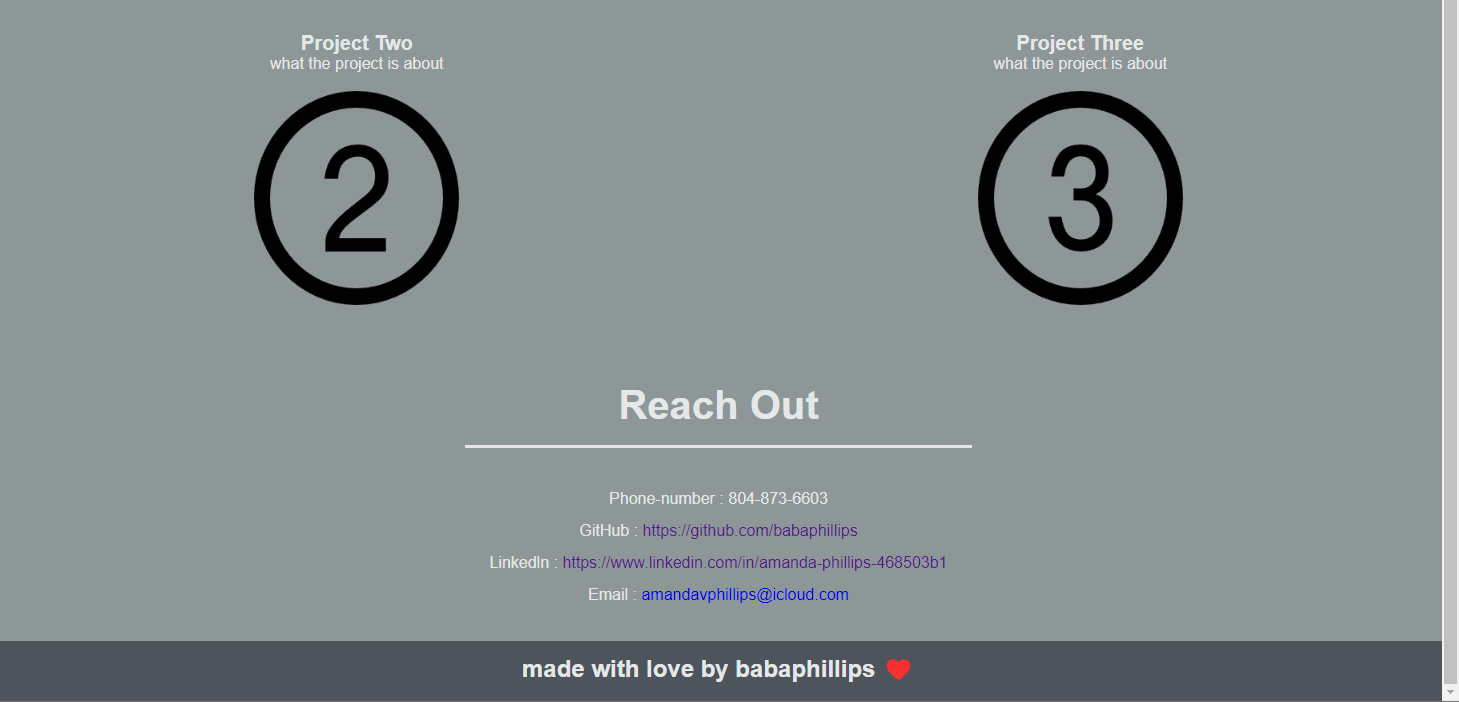 Project Two
what the project is about
2
Project Three
what the project is about
3
Reach Out
Phone-number : 804-873-6603
GitHub : https://github.com/babaphillips
LinkedIn : https://www.linkedin.com/in/amanda-phillips-468503b1
Email : amandavphillips@icloud.com
made with love by babaphillips ❤️